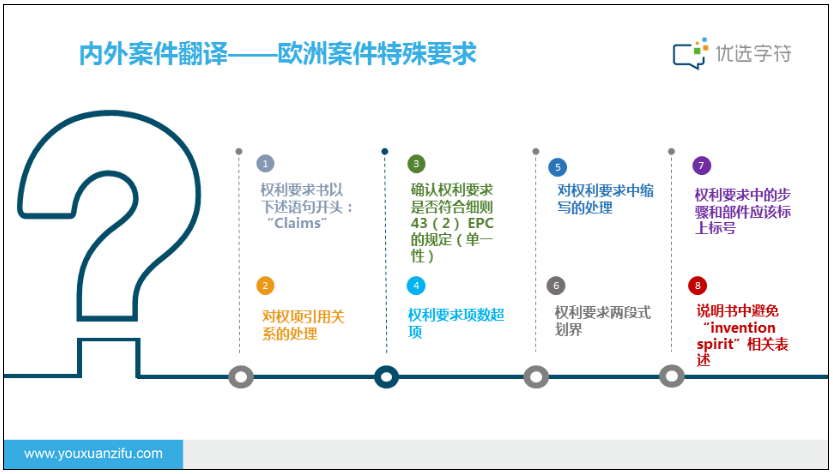 内外案件翻译——欧洲案件特殊要求
优选字符
1
权利要求书以
下述语句开头：
“Claims”
2
对权项引用关
系的处理
3
确认权利要求
是否符合细则
43（2） EPC
的规定（单一
性）
4
权利要求项数超
项
5
对权利要求中缩
写的处理
6
权利要求两段式
划界
7
权利要求中的步
骤和部件应该标
上标号
8
说明书中避免
“invention
spirit”相关表
述
www.youxuanzifu.com